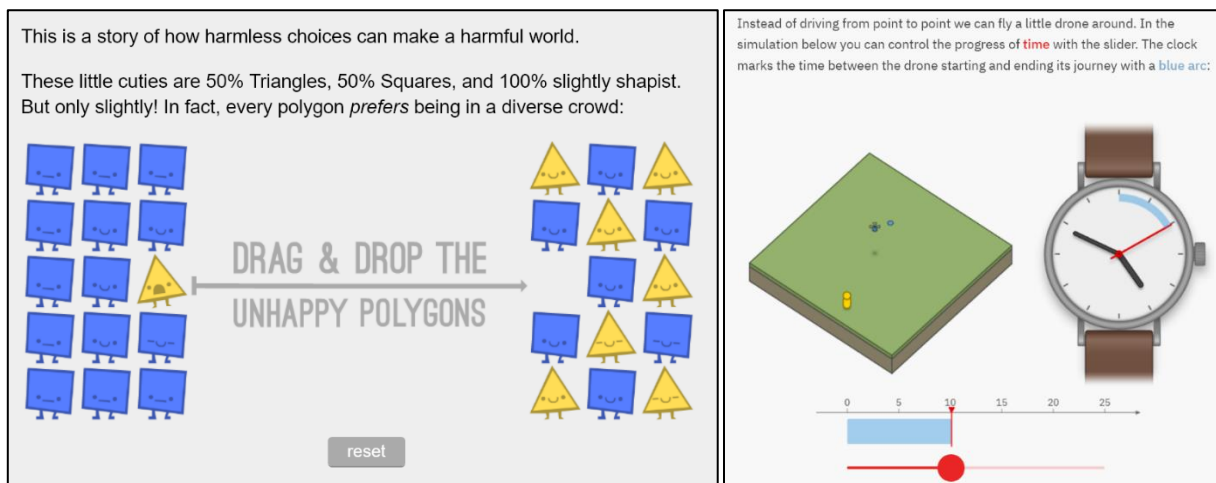 This is a story of how harmless choices can make a harmful world.
These little cuties are 50% Triangles, 50% Squares, and 100% slightly shapist.
But only slightly! In fact, every polygon prefers being in a diverse crowd:
DRAG & DROP THE
UNHAPPY POLYGONS
reset
Instead of driving from point to point we can fly a little drone around. In the
simulation below you can control the progress of time with the slider. The clock
marks the time between the drone starting and ending its journey with a blue arc:
0 5 10 15 20 25